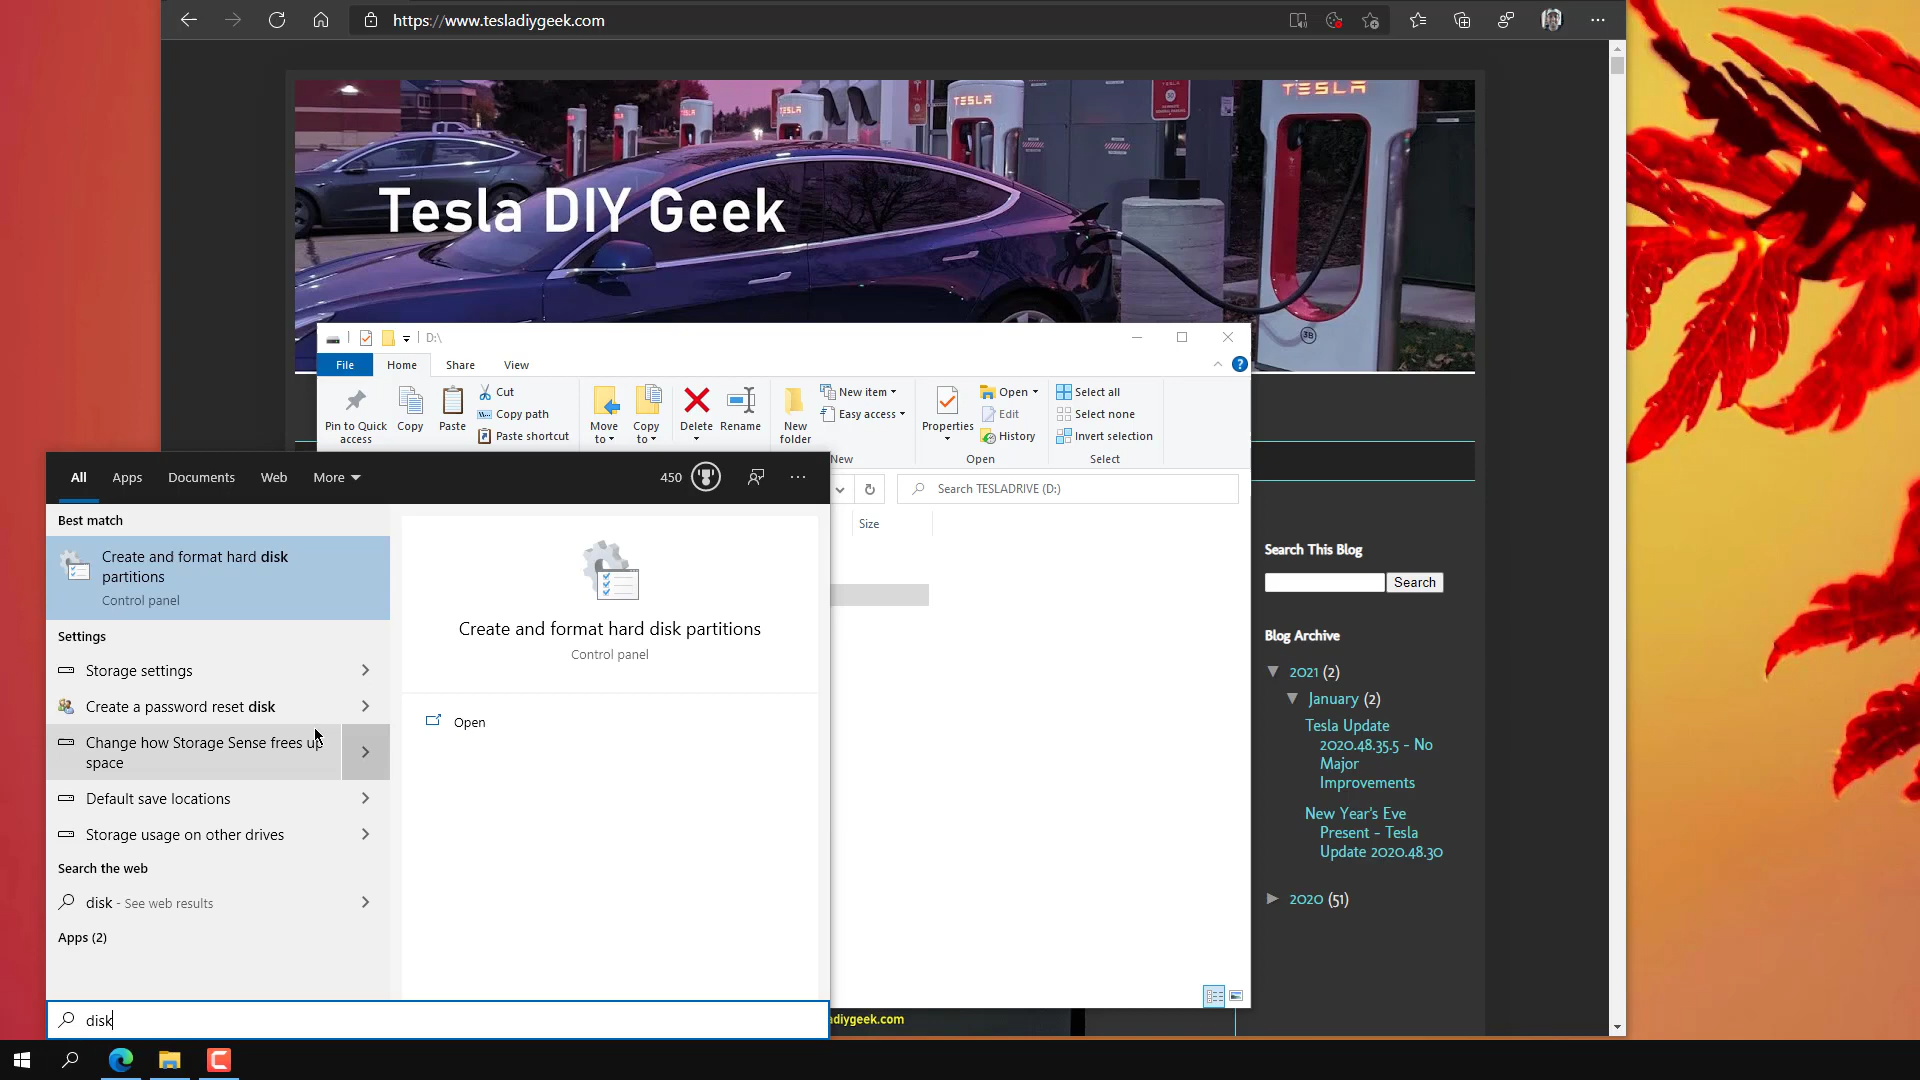 https://www.tesladiygeek.com
TESLA
TESLA
TESLA
TESLA
Tesla DIY Geek
3B
D:\
File
Home
Share
View
Pin to Quick access
Copy
Paste
Cut
Copy path
Paste shortcut
Move to
Copy to
Delete
Rename
New folder
New item
Easy access
New
Properties
Open
Edit
History
Open
Select all
Select none
Invert selection
Select
All
Apps
Documents
Web
More
450
Search TESLADRIVE (D:)
Size
Best match
Create and format hard disk
partitions
Control panel
Settings
Storage settings
Create a password reset disk
Change how Storage Sense frees up
space
Default save locations
Storage usage on other drives
Search the web
disk - See web results
Apps (2)
Create and format hard disk partitions
Control panel
Open
Search This Blog
Search
Blog Archive
▼ 2021 (2)
▼ January (2)
Tesla Update
2020.48.35.5 - No
Major
Improvements
New Year's Eve
Present - Tesla
Update 2020.48.30
► 2020 (51)
disk
adiygeek.com